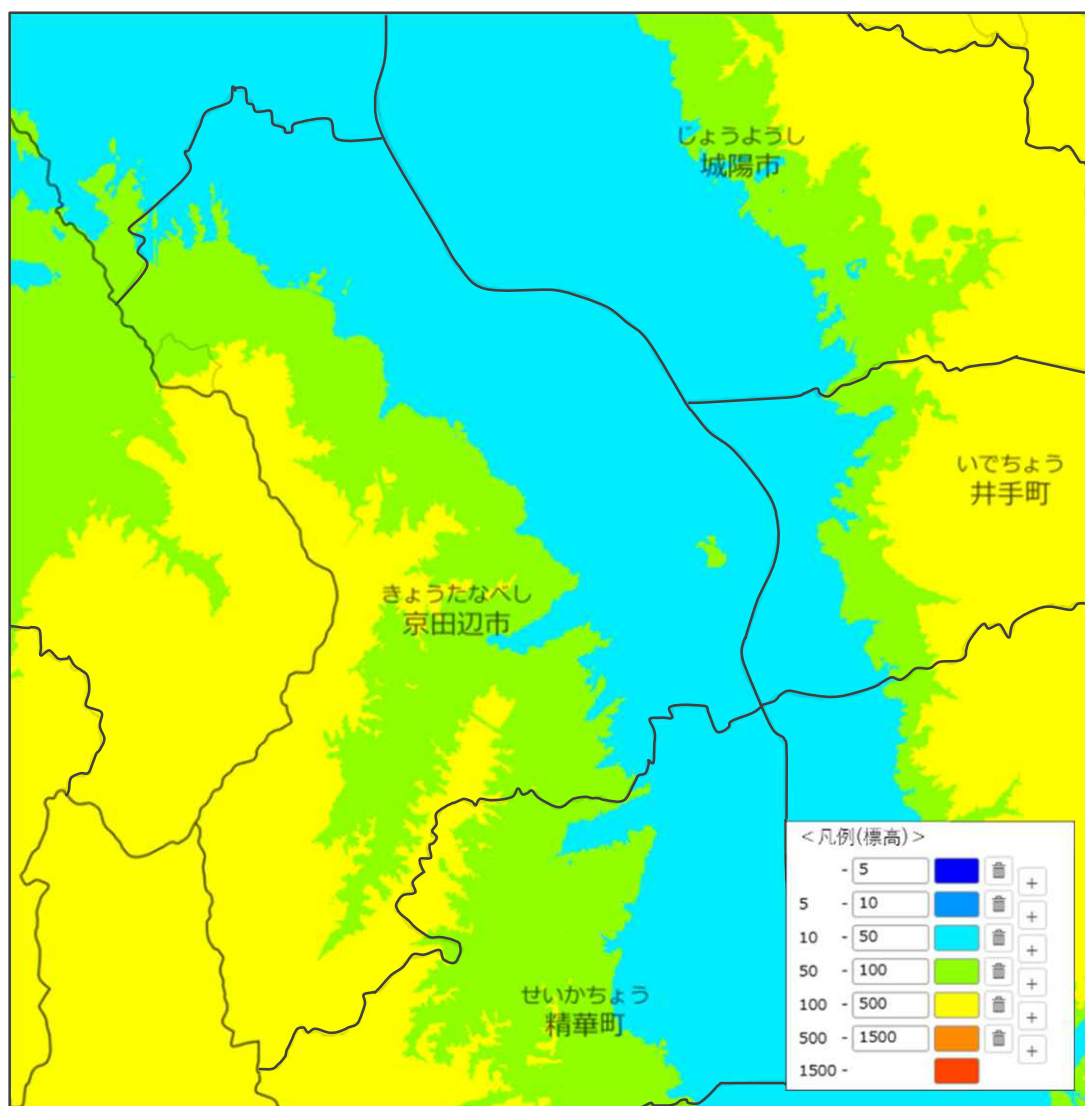 じょうようし
城陽市
いでちょう
井手町
きょうたなべし
京田辺市
せいかちょう
精華町
＜凡例(標高)＞
- 5
5 - 10 +
10 - 50 +
50 - 100 +
100 - 500 +
500 - 1500 +
1500 - +